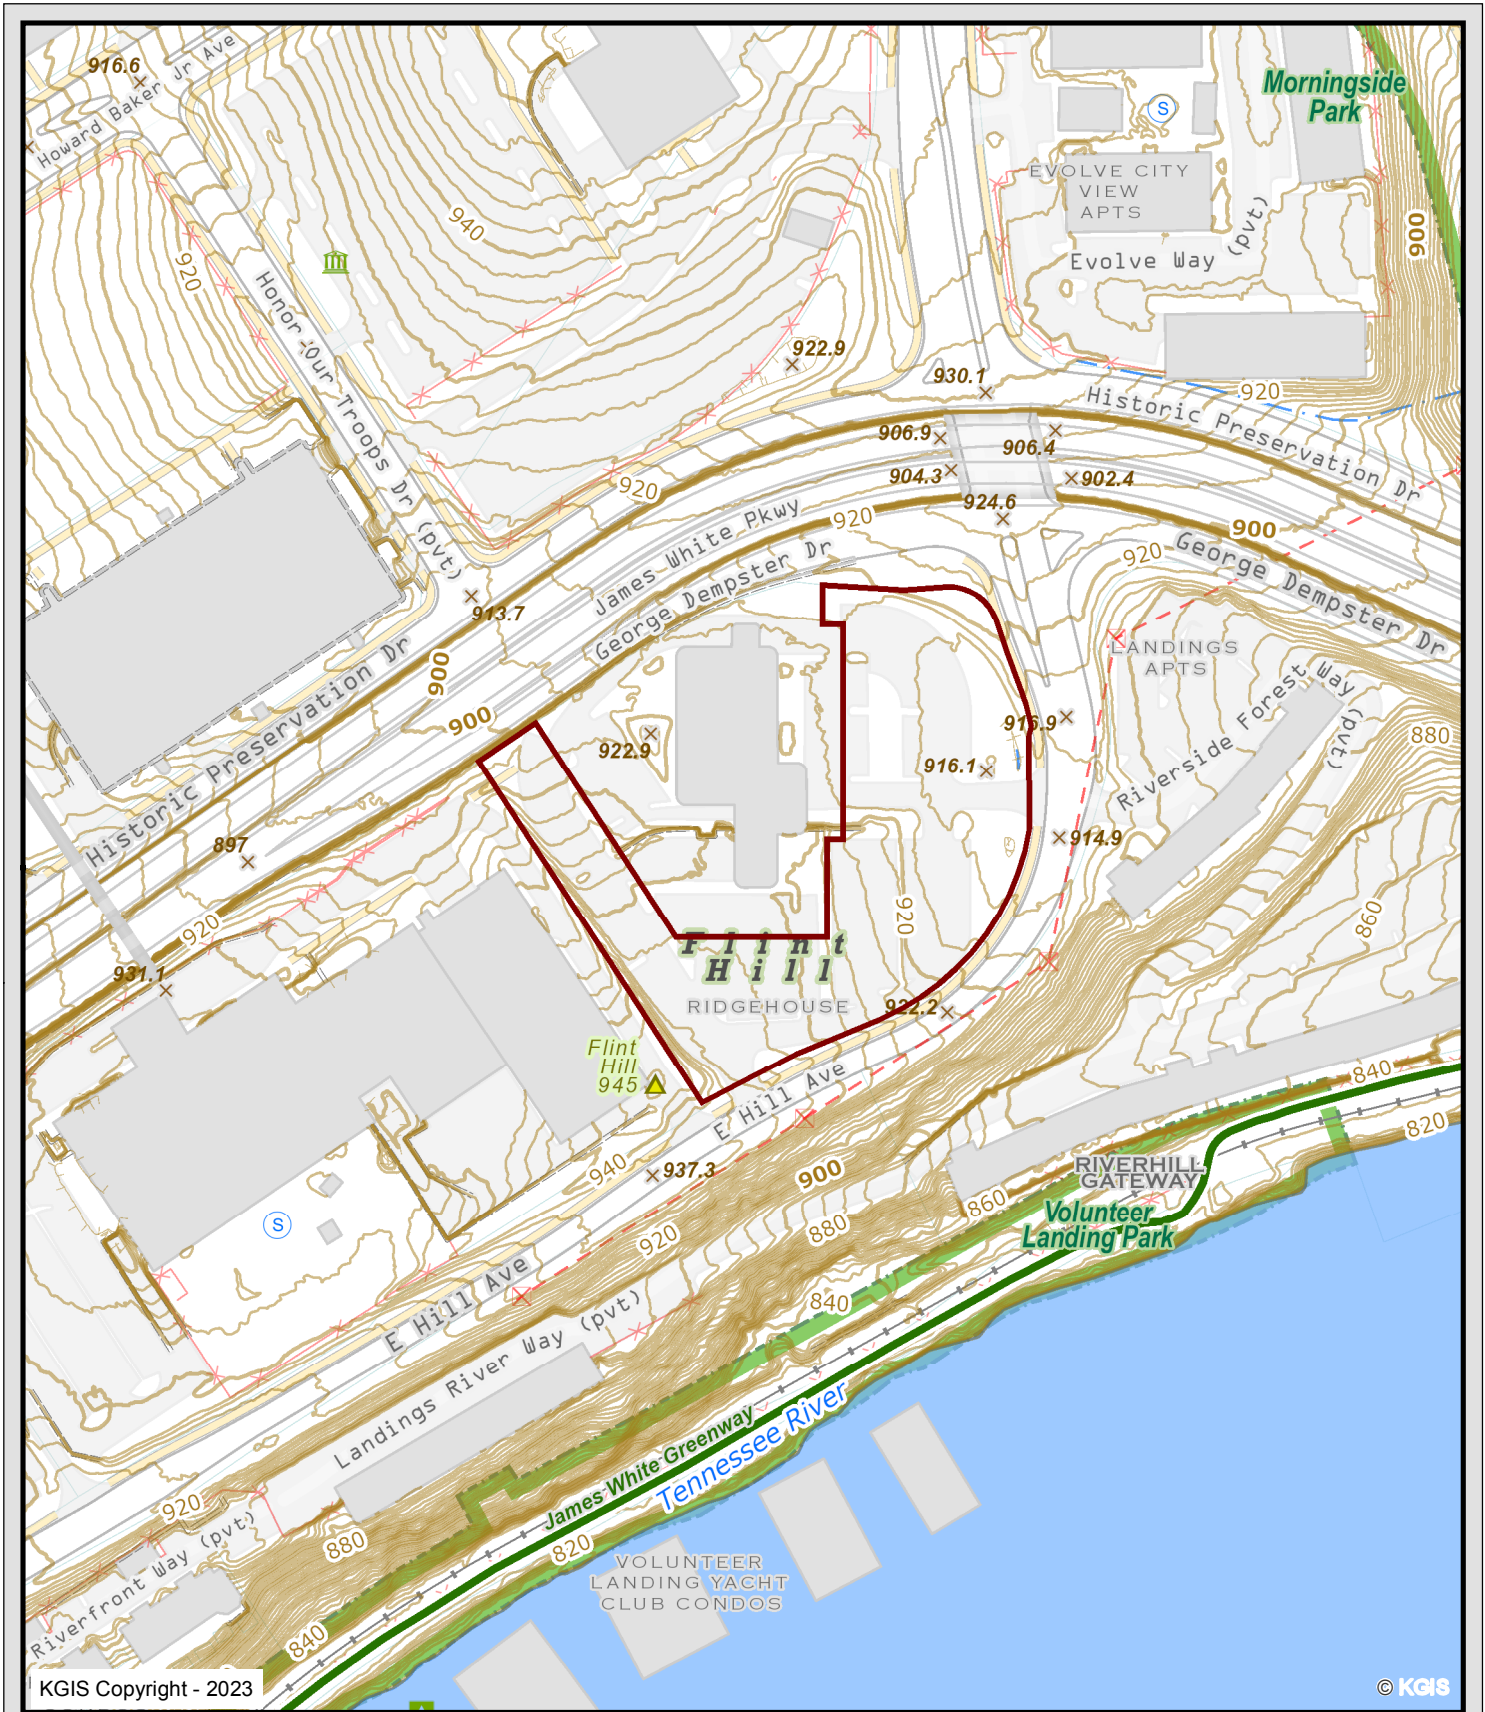 916.6
Howard Baker Jr Ave
Morningside
Park
S
EVOLVE CITY
VIEW
APTS
940
920
900
Evolve Way (pvt)
Honor Our Troops Dr (pvt)
922.9
930.1
920
Historic Preservation Dr
906.9
906.4
904.3
902.4
920
924.6
920
900
James White Pkwy
George Dempster Dr
920
George Dempster Dr
913.7
LANDINGS
APTS
Historic Preservation Dr
900
900
922.9
916.9
916.1
Riverside Forest Way (pvt)
880
897
914.9
920
920
860
931.1
Flint
Hill
RIDGEHOUSE
922.2
Flint
Hill
945
E Hill Ave
840
820
940
937.3
900
RIVERHILL
GATEWAY
860
880
920
Volunteer
Landing Park
S
E Hill Ave
840
Landings River Way (pvt)
James White Greenway
Tennessee River
920
880
820
Riverfront Way (pvt)
VOLUNTEER
LANDING YACHT
CLUB CONDOS
840
KGIS Copyright - 2023
© KGIS